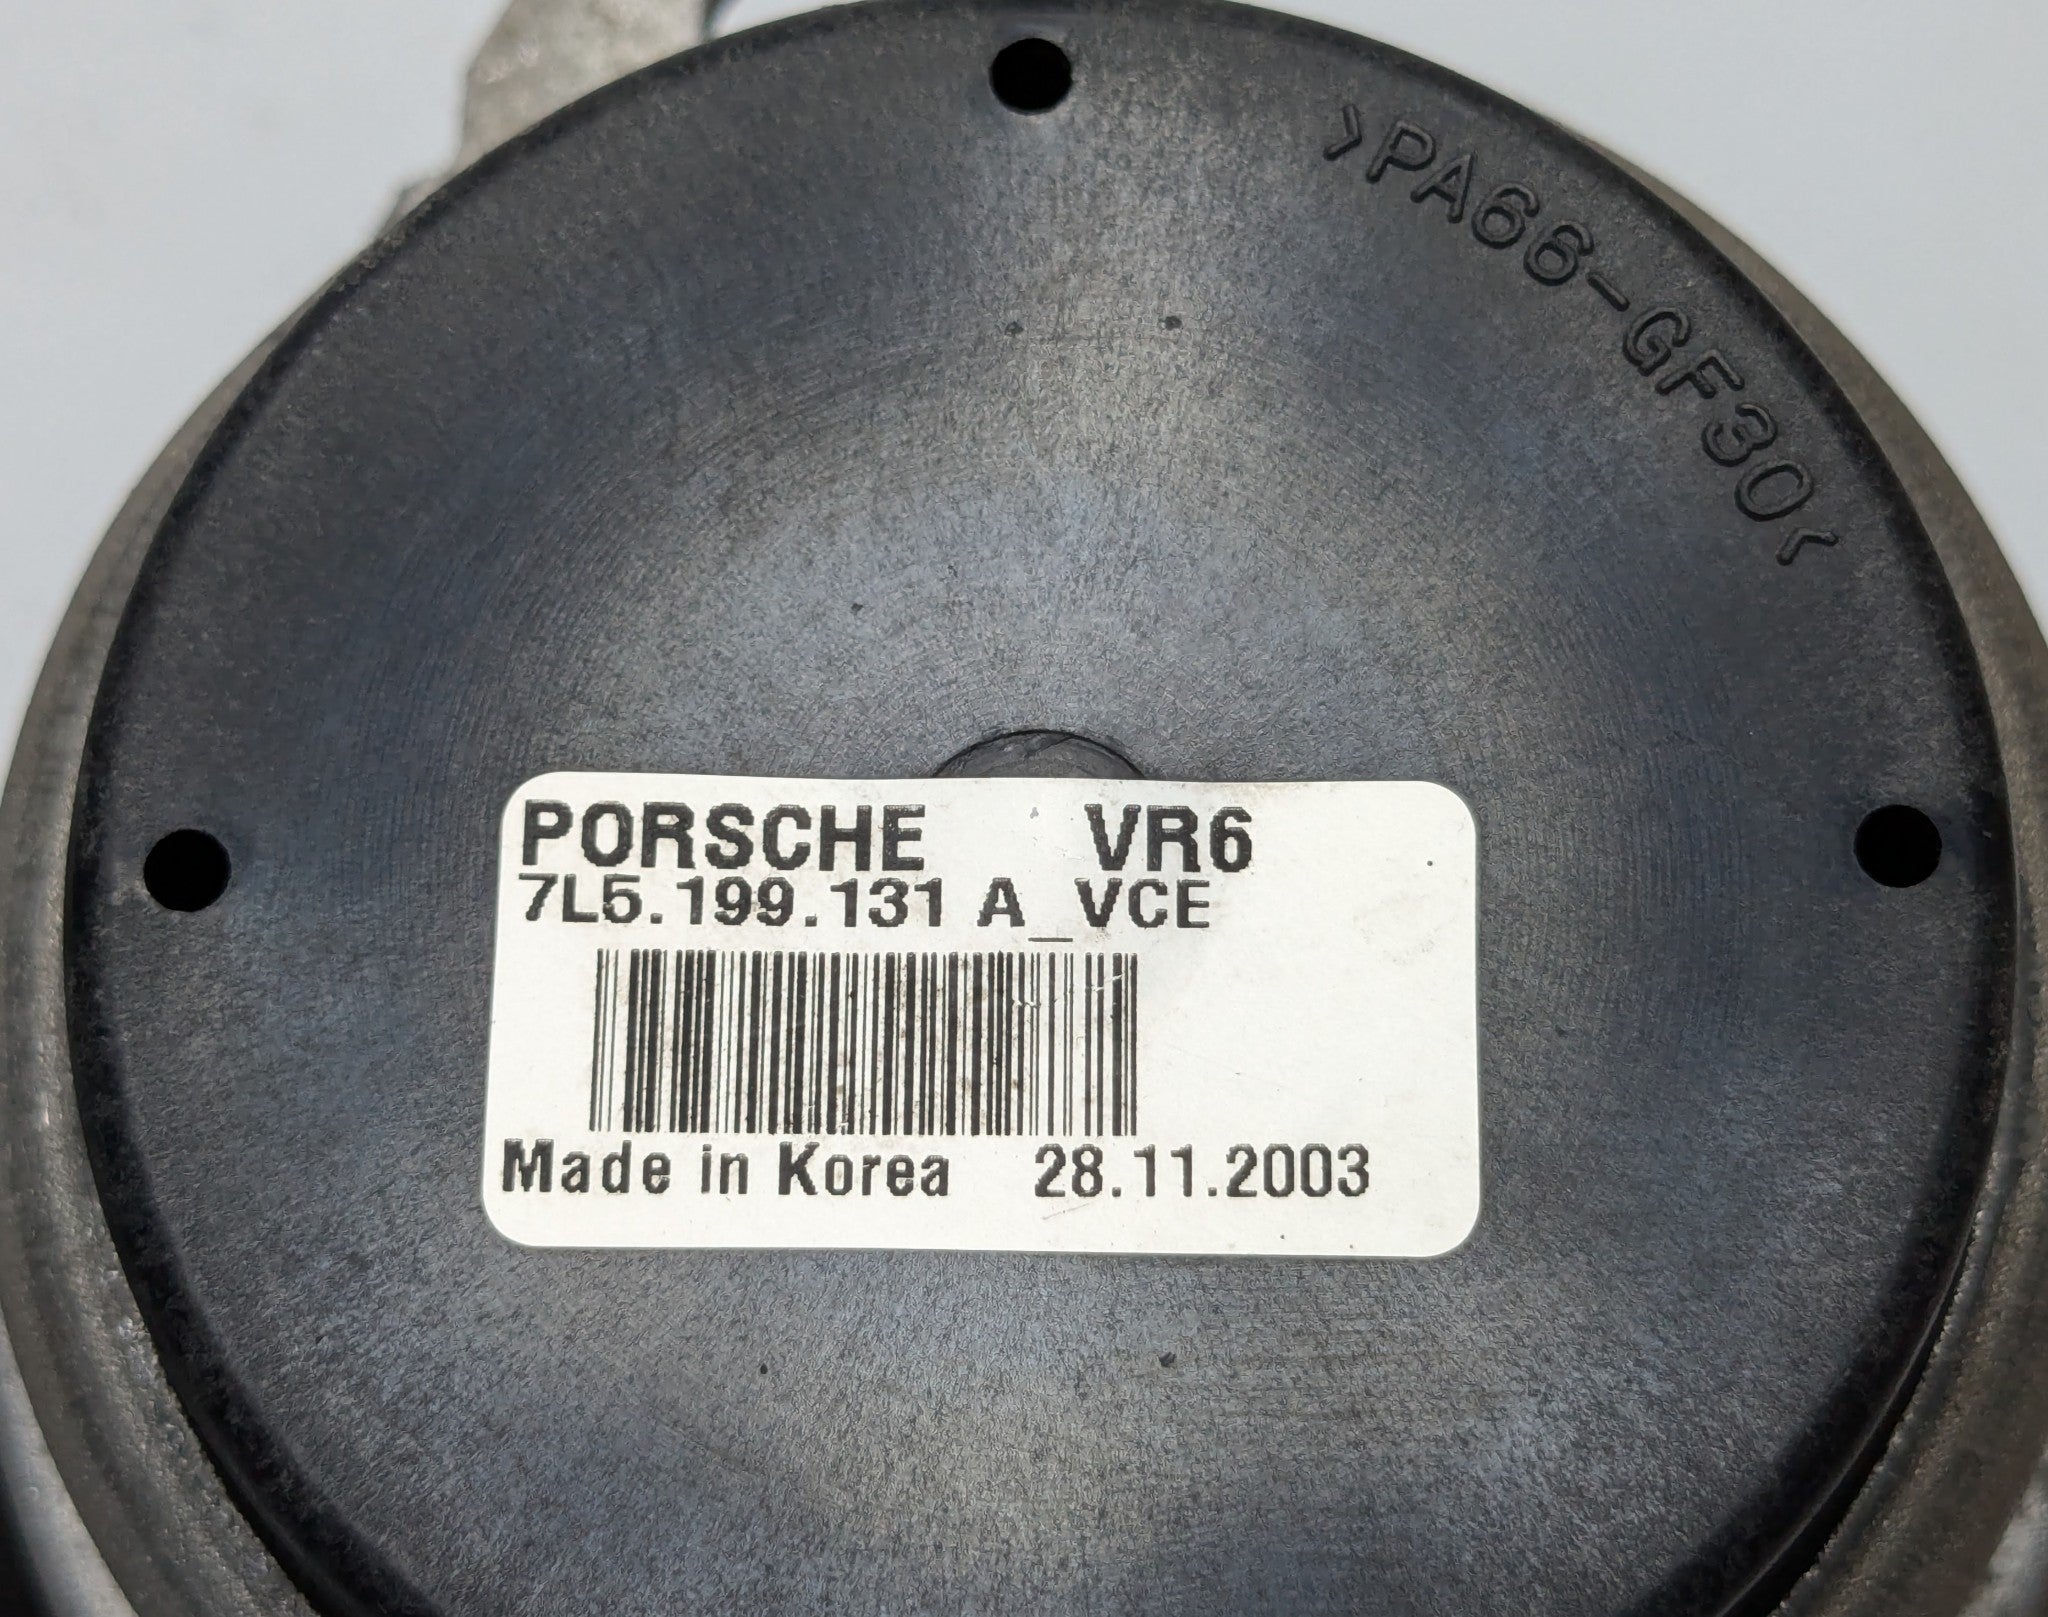 >PA66-GF30<
PORSCHE VR6
7L5.199.131 A_VCE
Made in Korea 28.11.2003